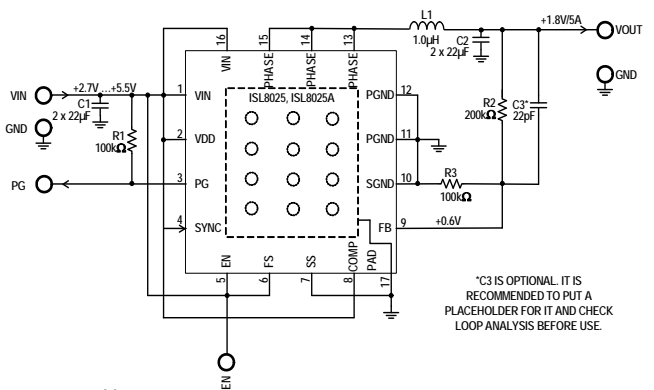 16
15
14
13
L1
1.0µH
C2
2 x 22µF
+1.8V/5A
VOUT
GND
VIN
PHASE
PHASE
PHASE
VIN
+2.7V ...+5.5V
C1
2 x 22µF
GND
R1
100kΩ
PG
1
VIN
2
VDD
3
PG
4
SYNC
ISL8025, ISL8025A
PGND
12
PGND
11
SGND
10
FB
9
+0.6V
R2
200kΩ
C3*
22pF
R3
100kΩ
EN
FS
SS
COMP
PAD
5
6
7
8
17
EN
*C3 IS OPTIONAL. IT IS
RECOMMENDED TO PUT A
PLACEHOLDER FOR IT AND CHECK
LOOP ANALYSIS BEFORE USE.